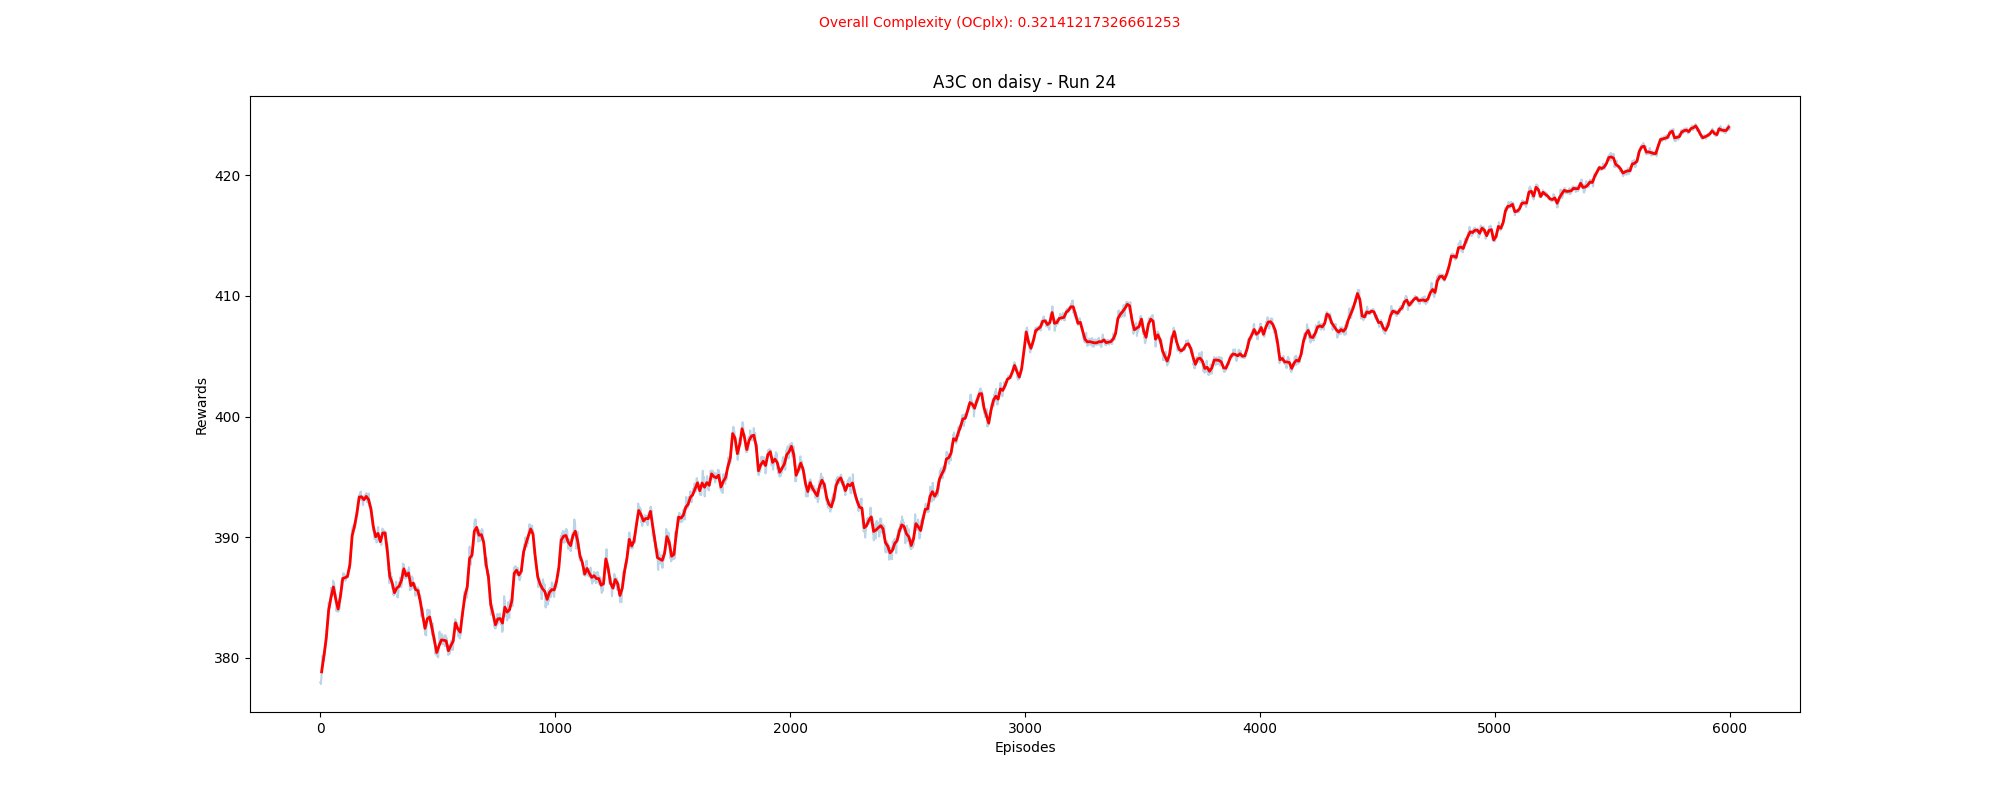 Overall Complexity (OCplx): 0.32141217326661253
A3C on daisy - Run 24
Rewards
420
410
400
390
380
0 1000 2000 3000 4000 5000 6000
Episodes